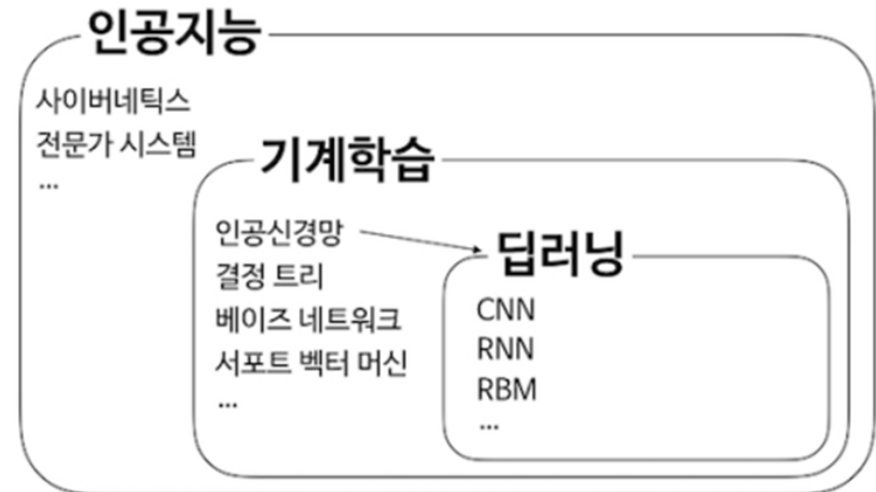 인공지능
사이버네틱스
전문가 시스템
...
기계학습
인공신경망
결정 트리
베이즈 네트워크
서포트 벡터 머신
...
딥러닝
CNN
RNN
RBM
...